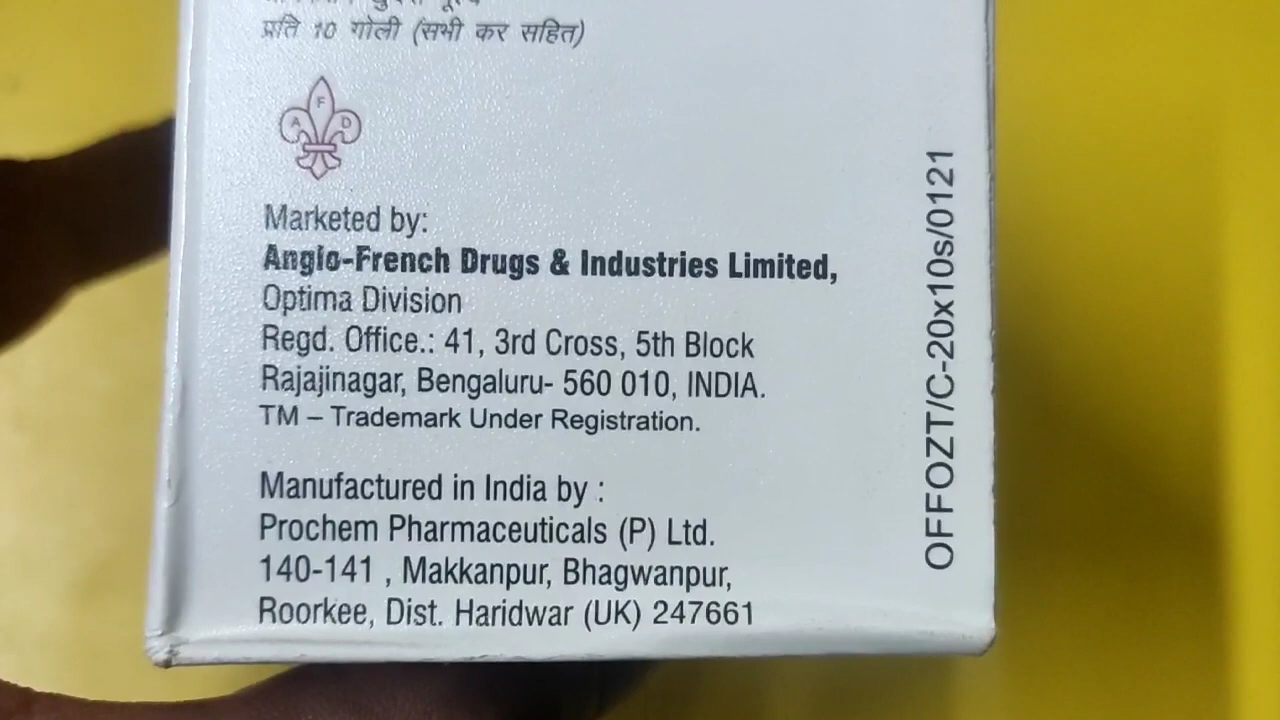 प्रति 10 गोली (सभी कर सहित)
F
A D
Marketed by:
Anglo-French Drugs & Industries Limited,
Optima Division
Regd. Office.: 41, 3rd Cross, 5th Block
Rajajinagar, Bengaluru- 560 010, INDIA.
TM – Trademark Under Registration.
Manufactured in India by :
Prochem Pharmaceuticals (P) Ltd.
140-141 , Makkanpur, Bhagwanpur,
Roorkee, Dist. Haridwar (UK) 247661
OFFOZT/C-20x10s/0121